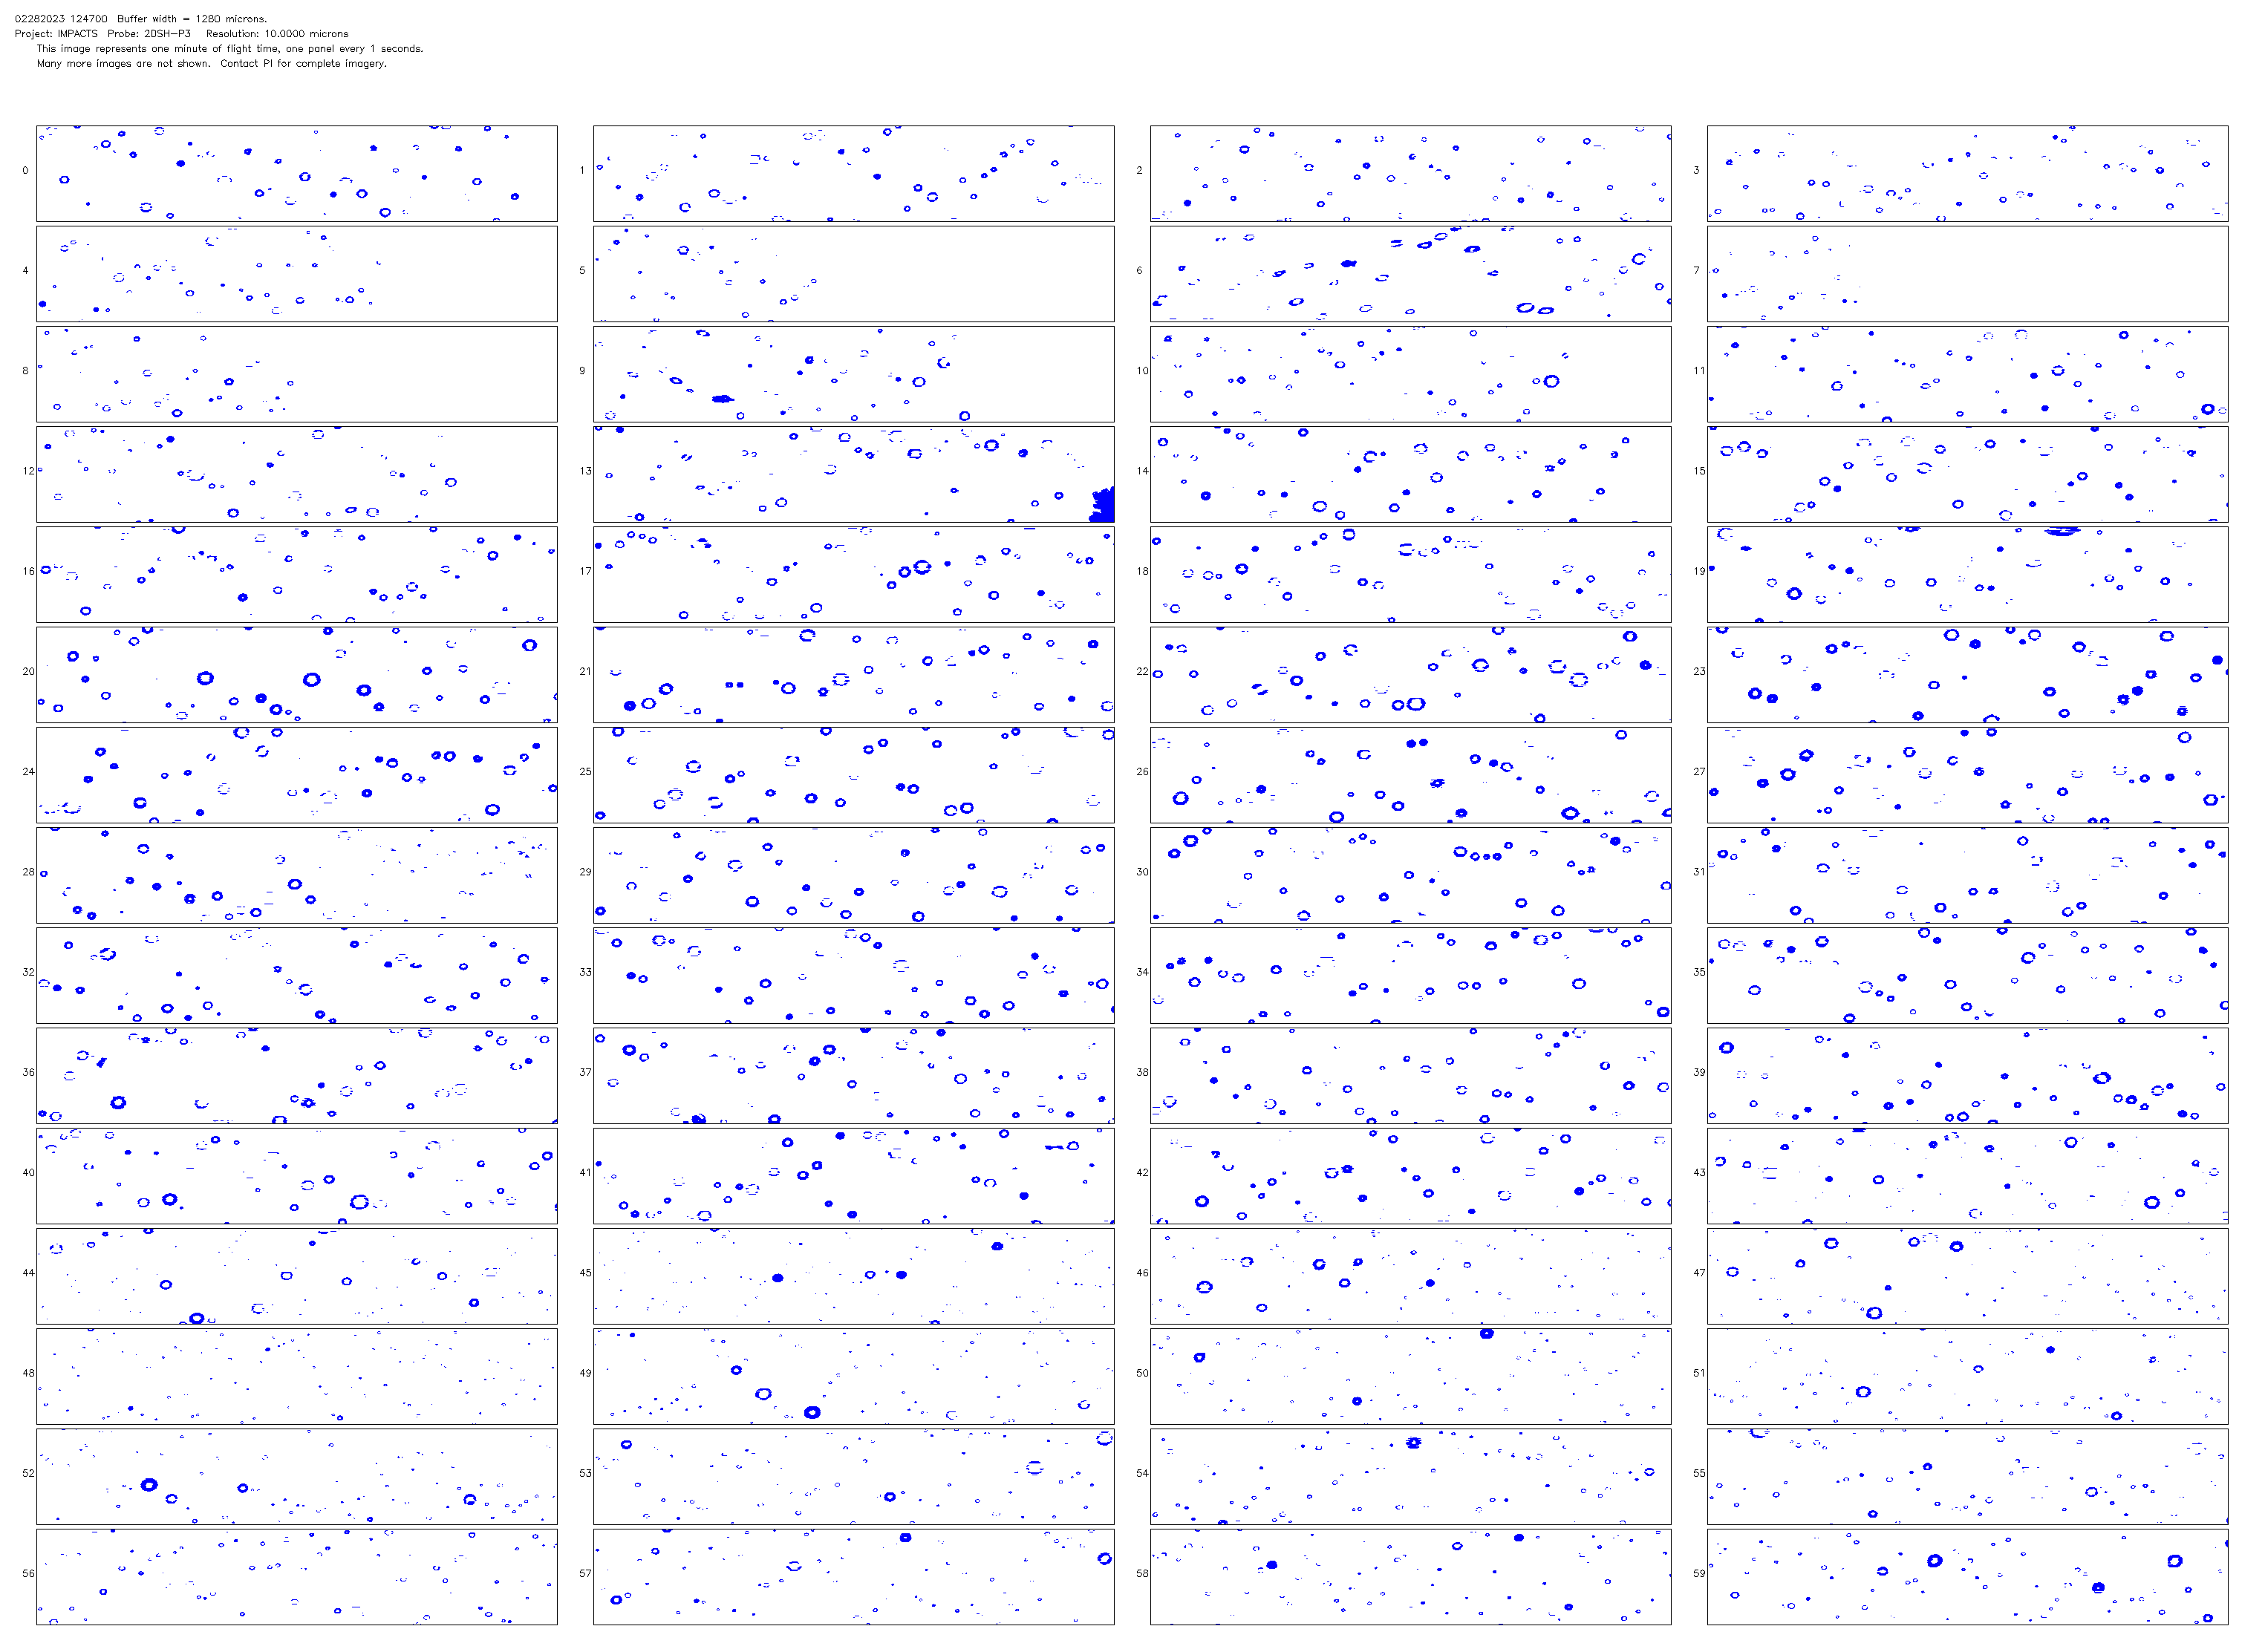 02282023 124700 Buffer width = 1280 microns.
Project: IMPACTS Probe: 2DSH-P3 Resolution: 10.0000 microns
This image represents one minute of flight time, one panel every 1 seconds.
Many more images are not shown. Contact PI for complete imagery.
0 1 2 3
4 5 6 7
8 9 10 11
12 13 14 15
16 17 18 19
20 21 22 23
24 25 26 27
28 29 30 31
32 33 34 35
36 37 38 39
40 41 42 43
44 45 46 47
48 49 50 51
52 53 54 55
56 57 58 59